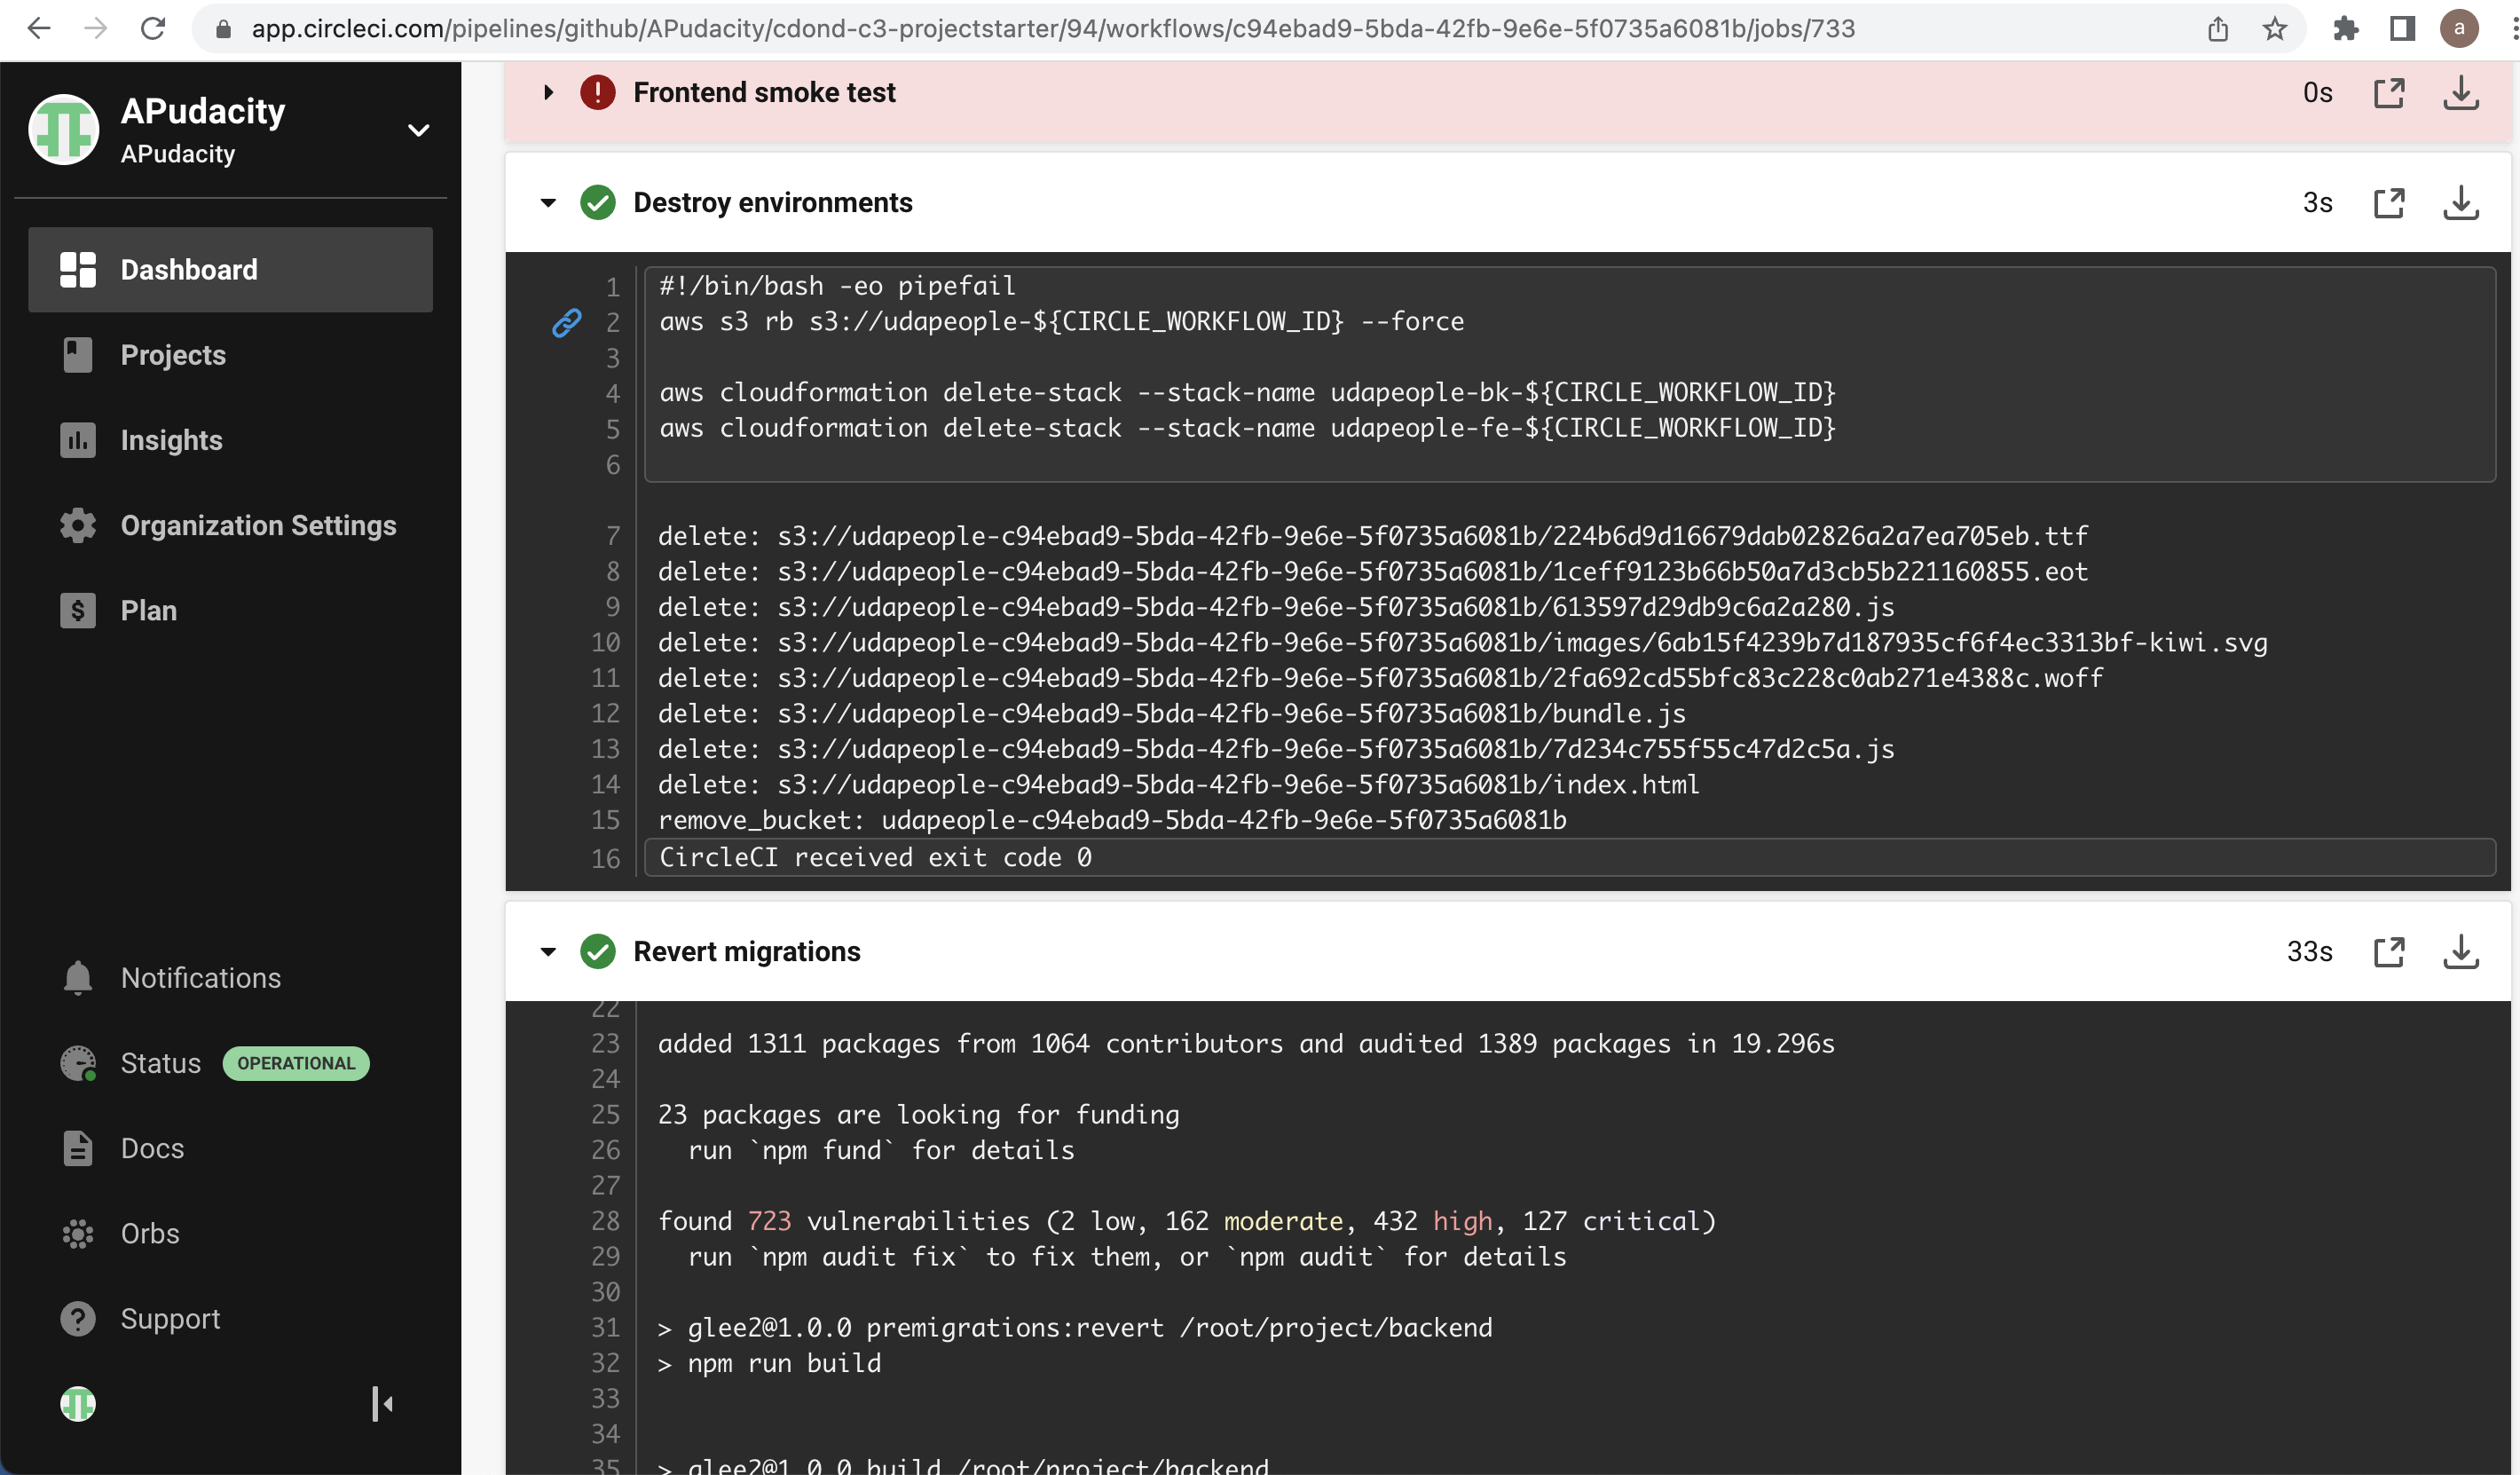 app.circleci.com/pipelines/github/APudacity/cdond-c3-projectstarter/94/workflows/c94ebad9-5bda-42fb-9e6e-5f0735a6081b/jobs/733
a
APudacity
APudacity
Dashboard
Projects
Insights
Organization Settings
Plan
Notifications
Status OPERATIONAL
Docs
Orbs
Support
Frontend smoke test 0s
Destroy environments 3s
1 #!/bin/bash -eo pipefail
2 aws s3 rb s3://udapeople-${CIRCLE_WORKFLOW_ID} --force
3
4 aws cloudformation delete-stack --stack-name udapeople-bk-${CIRCLE_WORKFLOW_ID}
5 aws cloudformation delete-stack --stack-name udapeople-fe-${CIRCLE_WORKFLOW_ID}
6
7 delete: s3://udapeople-c94ebad9-5bda-42fb-9e6e-5f0735a6081b/224b6d9d16679dab02826a2a7ea705eb.ttf
8 delete: s3://udapeople-c94ebad9-5bda-42fb-9e6e-5f0735a6081b/1ceff9123b66b50a7d3cb5b221160855.eot
9 delete: s3://udapeople-c94ebad9-5bda-42fb-9e6e-5f0735a6081b/613597d29db9c6a2a280.js
10 delete: s3://udapeople-c94ebad9-5bda-42fb-9e6e-5f0735a6081b/images/6ab15f4239b7d187935cf6f4ec3313bf-kiwi.svg
11 delete: s3://udapeople-c94ebad9-5bda-42fb-9e6e-5f0735a6081b/2fa692cd55bfc83c228c0ab271e4388c.woff
12 delete: s3://udapeople-c94ebad9-5bda-42fb-9e6e-5f0735a6081b/bundle.js
13 delete: s3://udapeople-c94ebad9-5bda-42fb-9e6e-5f0735a6081b/7d234c755f55c47d2c5a.js
14 delete: s3://udapeople-c94ebad9-5bda-42fb-9e6e-5f0735a6081b/index.html
15 remove_bucket: udapeople-c94ebad9-5bda-42fb-9e6e-5f0735a6081b
16 CircleCI received exit code 0
Revert migrations 33s
22
23 added 1311 packages from 1064 contributors and audited 1389 packages in 19.296s
24
25 23 packages are looking for funding
26 run `npm fund` for details
27
28 found 723 vulnerabilities (2 low, 162 moderate, 432 high, 127 critical)
29 run `npm audit fix` to fix them, or `npm audit` for details
30
31 > glee2@1.0.0 premigrations:revert /root/project/backend
32 > npm run build
33
34
35 > glee2@1.0.0 build /root/project/backend